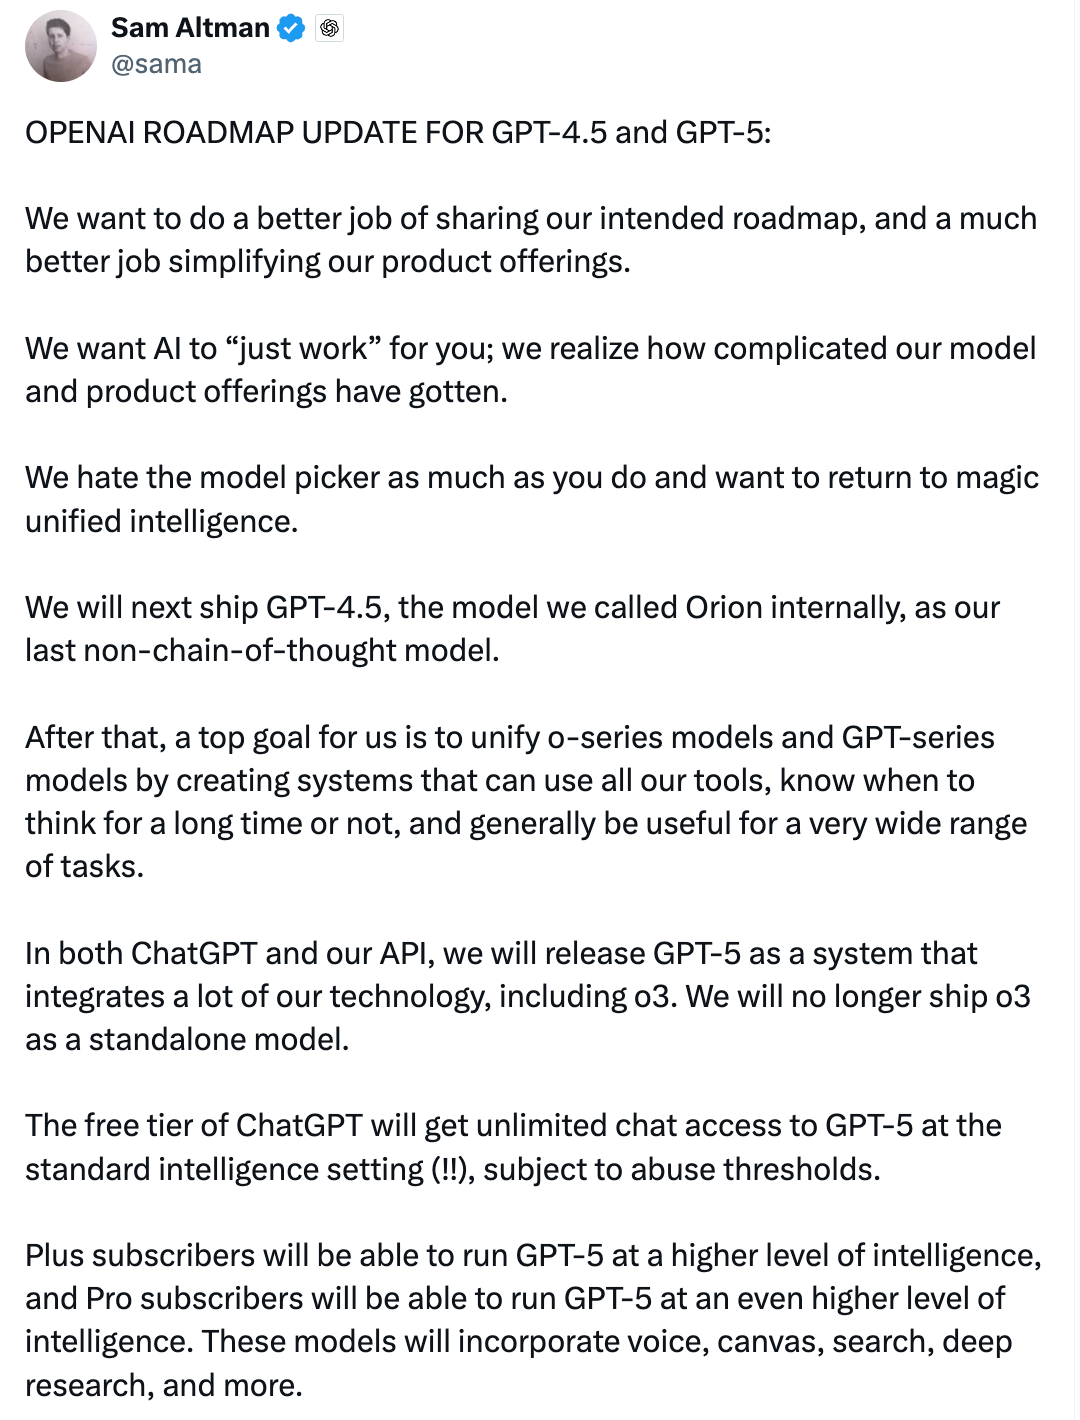 Sam Altman
@sama
OPENAI ROADMAP UPDATE FOR GPT-4.5 and GPT-5:
We want to do a better job of sharing our intended roadmap, and a much
better job simplifying our product offerings.
We want AI to “just work” for you; we realize how complicated our model
and product offerings have gotten.
We hate the model picker as much as you do and want to return to magic
unified intelligence.
We will next ship GPT-4.5, the model we called Orion internally, as our
last non-chain-of-thought model.
After that, a top goal for us is to unify o-series models and GPT-series
models by creating systems that can use all our tools, know when to
think for a long time or not, and generally be useful for a very wide range
of tasks.
In both ChatGPT and our API, we will release GPT-5 as a system that
integrates a lot of our technology, including o3. We will no longer ship o3
as a standalone model.
The free tier of ChatGPT will get unlimited chat access to GPT-5 at the
standard intelligence setting (!!), subject to abuse thresholds.
Plus subscribers will be able to run GPT-5 at a higher level of intelligence,
and Pro subscribers will be able to run GPT-5 at an even higher level of
intelligence. These models will incorporate voice, canvas, search, deep
research, and more.